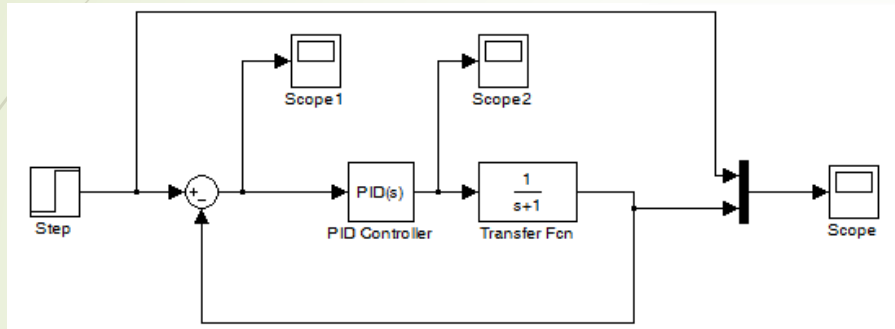 Scope1
Scope2
+
−
PID(s)
1
s+1
Step
PID Controller
Transfer Fcn
Scope